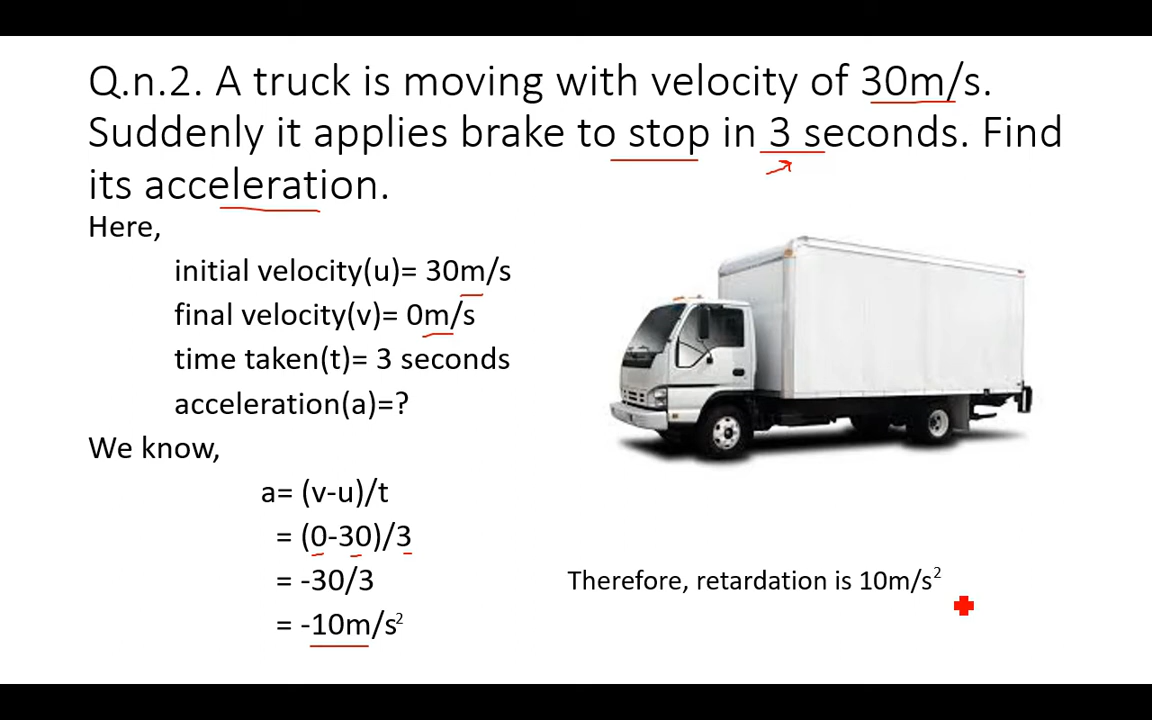 Q.n.2. A truck is moving with velocity of 30m/s.
Suddenly it applies brake to stop in 3 seconds. Find
its acceleration.
Here,
initial velocity(u)= 30m/s
final velocity(v)= 0m/s
time taken(t)= 3 seconds
acceleration(a)=?
We know,
a= (v-u)/t
= (0-30)/3
= -30/3
= -10m/s²
Therefore, retardation is 10m/s²